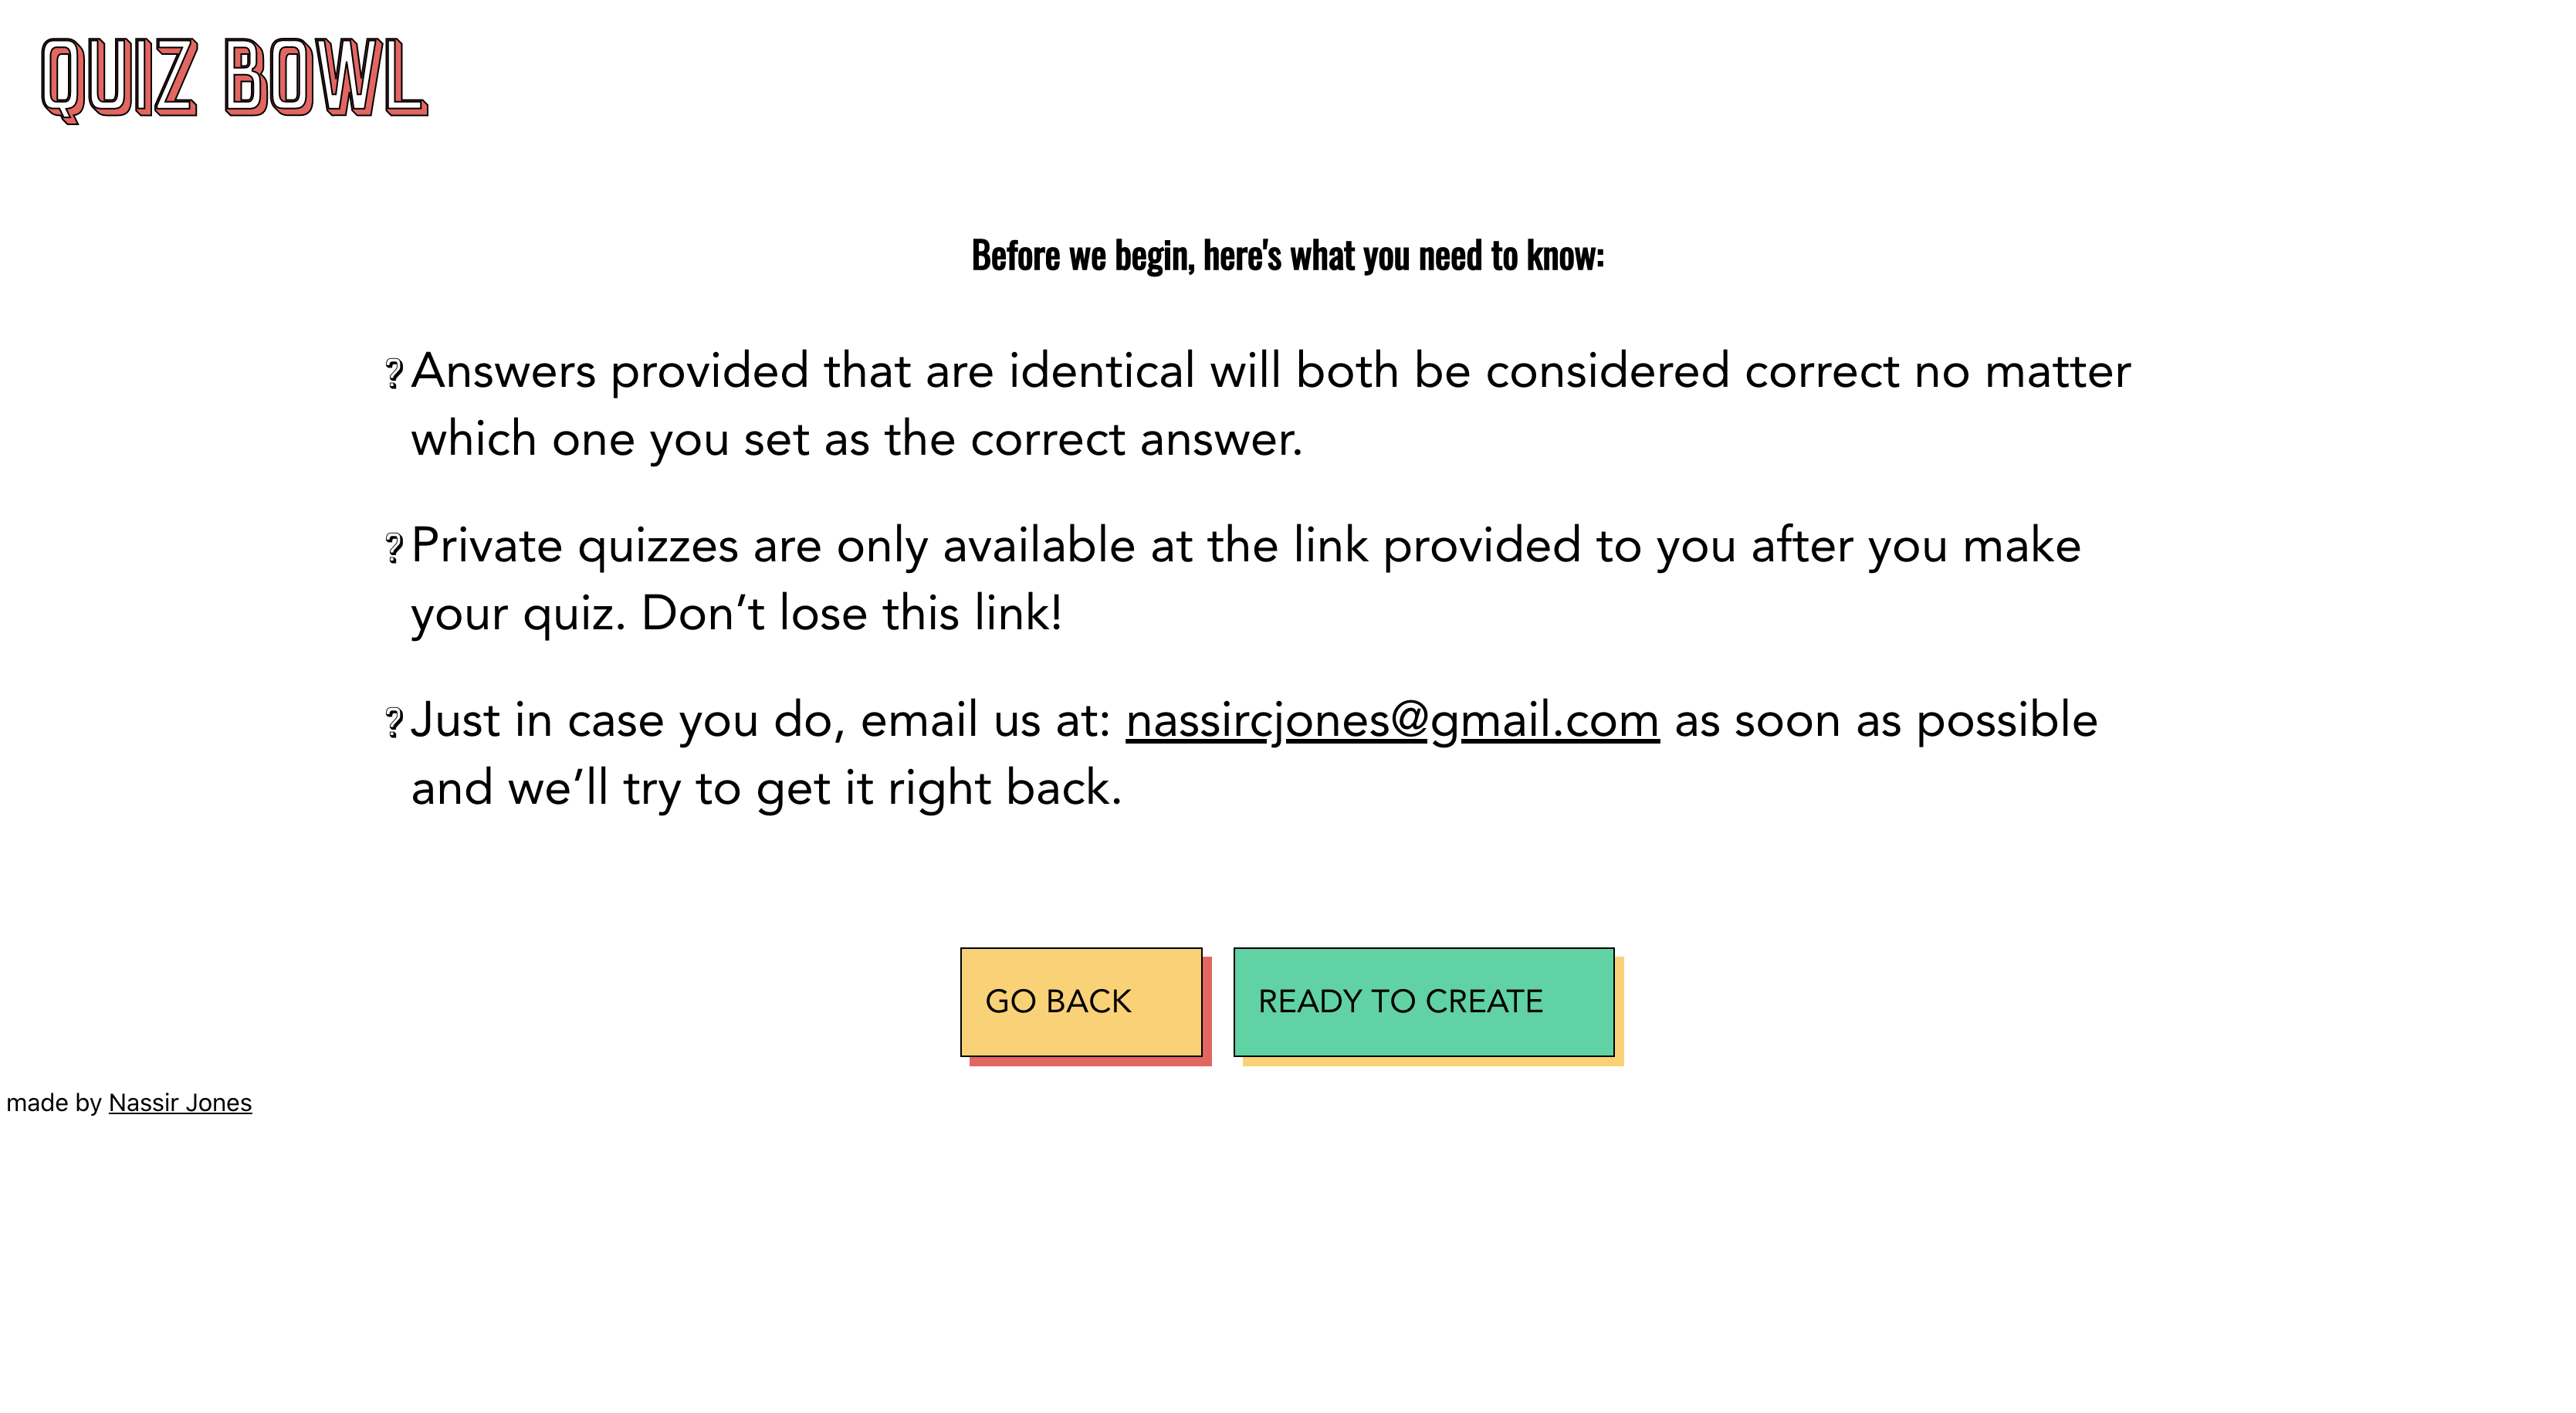 QUIZ BOWL
Before we begin, here's what you need to know:
? Answers provided that are identical will both be considered correct no matter
which one you set as the correct answer.
? Private quizzes are only available at the link provided to you after you make
your quiz. Don’t lose this link!
? Just in case you do, email us at: nassircjones@gmail.com as soon as possible
and we’ll try to get it right back.
GO BACK
READY TO CREATE
made by Nassir Jones